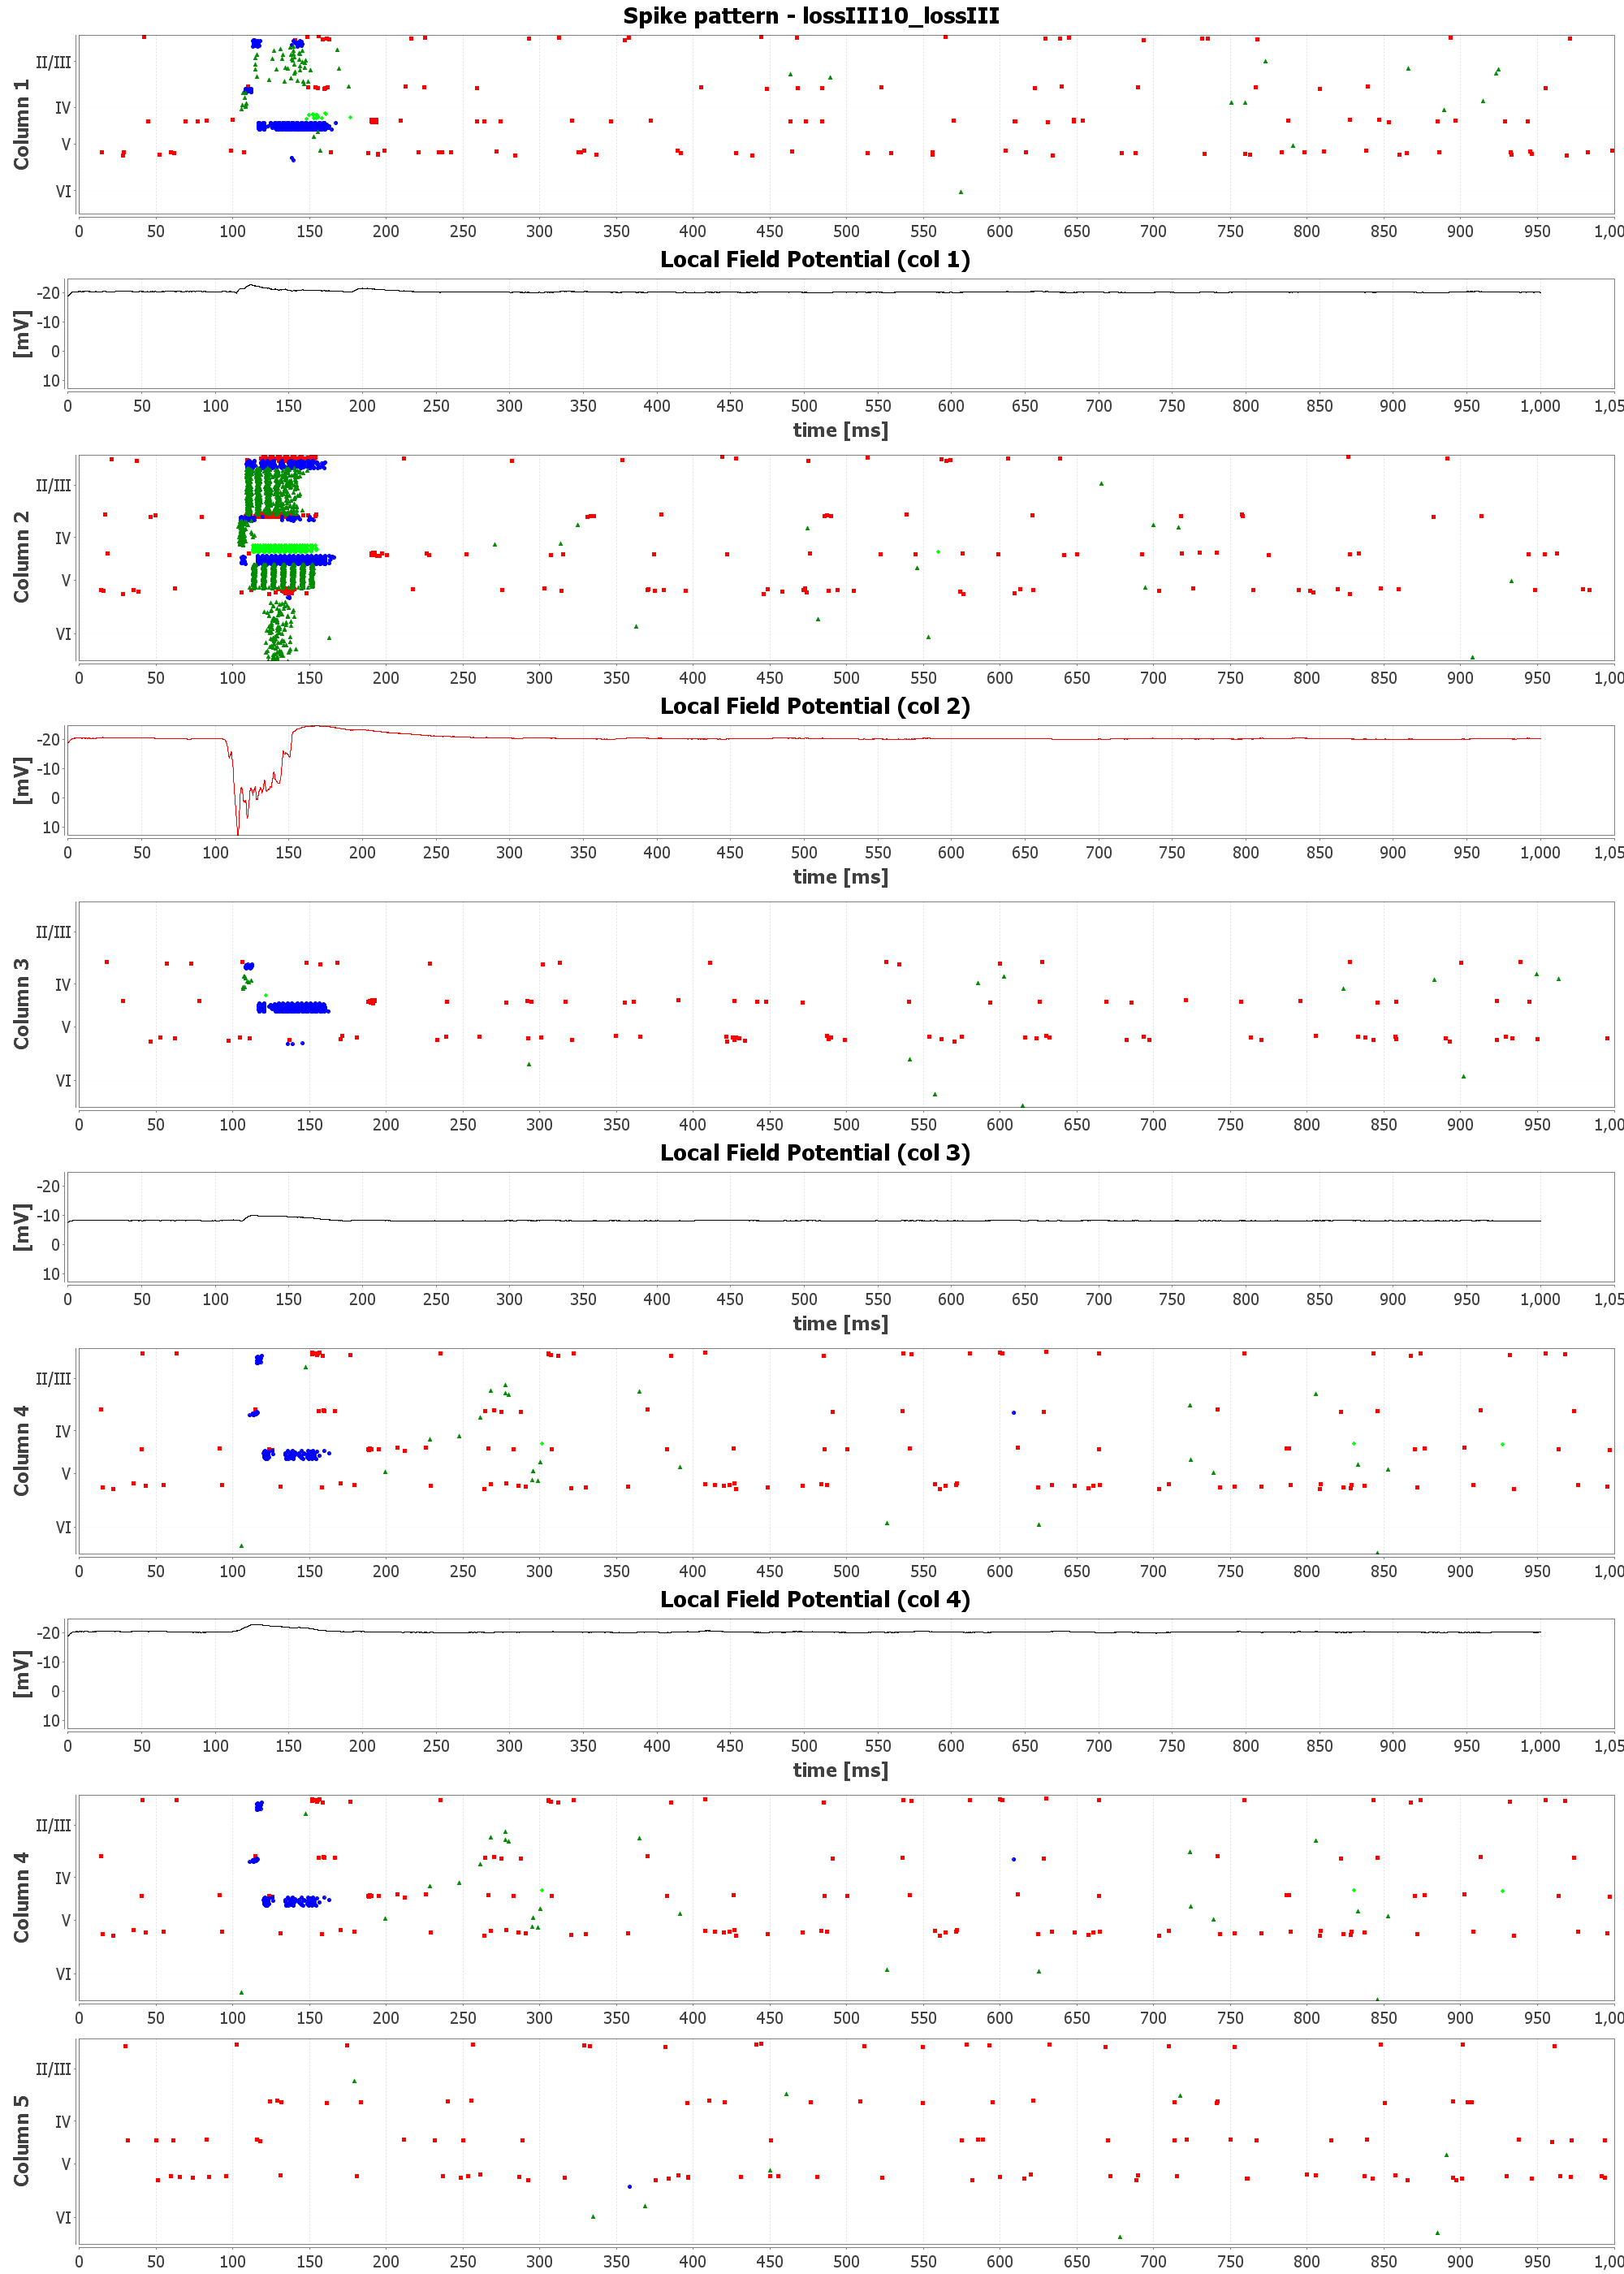 Spike pattern - lossIII10_lossIII
Column 1
II/III
IV
V
VI
0 50 100 150 200 250 300 350 400 450 500 550 600 650 700 750 800 850 900 950 1,00
Local Field Potential (col 1)
[mV]
-20
-10
0
10
0 50 100 150 200 250 300 350 400 450 500 550 600 650 700 750 800 850 900 950 1,000 1,05
time [ms]
Column 2
II/III
IV
V
VI
0 50 100 150 200 250 300 350 400 450 500 550 600 650 700 750 800 850 900 950 1,00
Local Field Potential (col 2)
[mV]
-20
-10
0
10
0 50 100 150 200 250 300 350 400 450 500 550 600 650 700 750 800 850 900 950 1,000 1,05
time [ms]
Column 3
II/III
IV
V
VI
0 50 100 150 200 250 300 350 400 450 500 550 600 650 700 750 800 850 900 950 1,00
Local Field Potential (col 3)
[mV]
-20
-10
0
10
0 50 100 150 200 250 300 350 400 450 500 550 600 650 700 750 800 850 900 950 1,000 1,05
time [ms]
Column 4
II/III
IV
V
VI
0 50 100 150 200 250 300 350 400 450 500 550 600 650 700 750 800 850 900 950 1,00
Local Field Potential (col 4)
[mV]
-20
-10
0
10
0 50 100 150 200 250 300 350 400 450 500 550 600 650 700 750 800 850 900 950 1,000 1,05
time [ms]
Column 4
II/III
IV
V
VI
0 50 100 150 200 250 300 350 400 450 500 550 600 650 700 750 800 850 900 950 1,00
Column 5
II/III
IV
V
VI
0 50 100 150 200 250 300 350 400 450 500 550 600 650 700 750 800 850 900 950 1,00